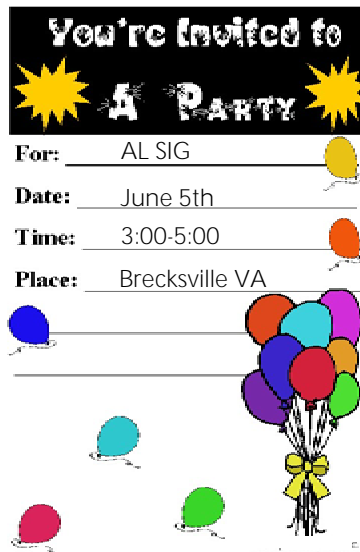 You're Invited to
A Party
For: AL SIG
Date: June 5th
Time: 3:00-5:00
Place: Brecksville VA